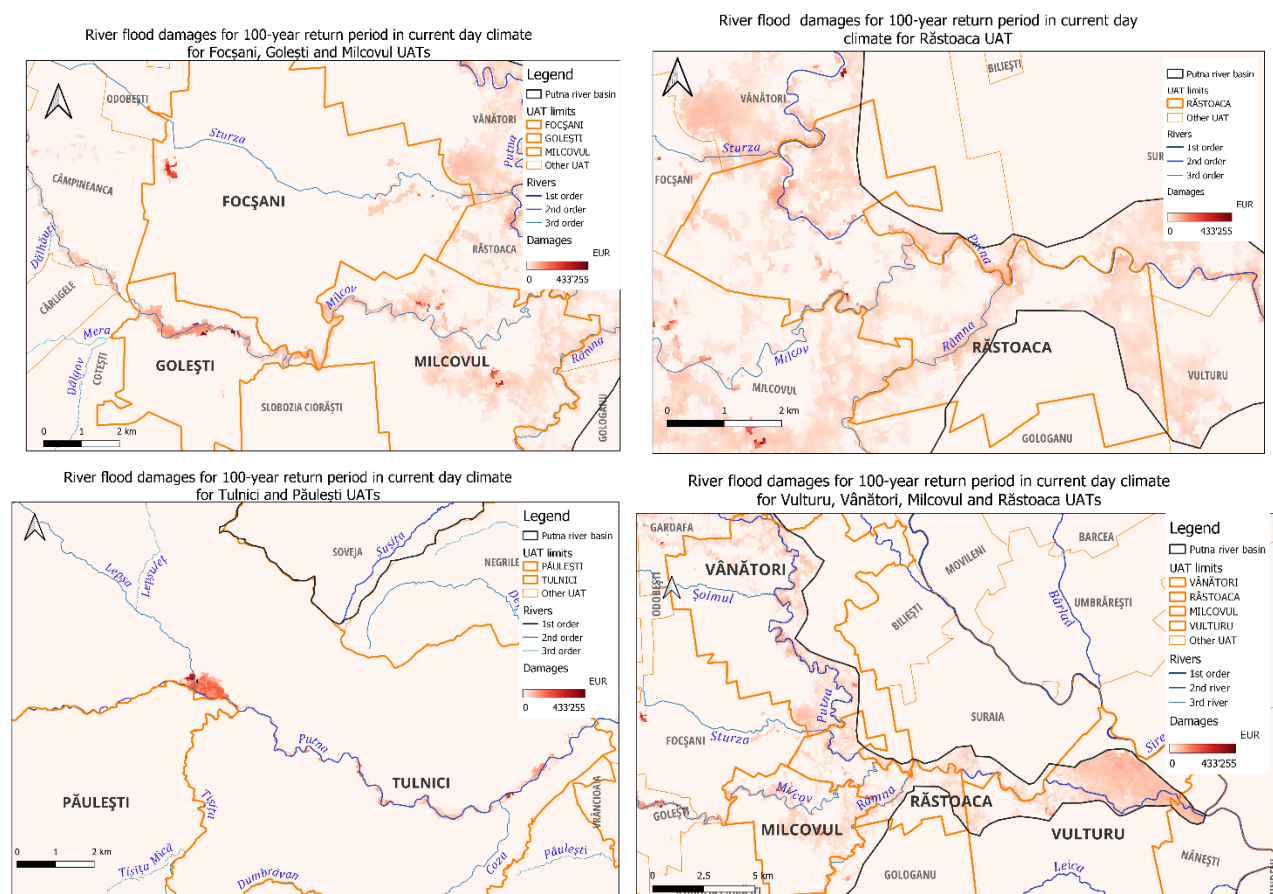 River flood damages for 100-year return period in current day climate
for Focșani, Golești and Milcovul UATs
Legend
Putna river basin
UAT limits
FOCȘANI
GOLEȘTI
MILCOVUL
Other UAT
Rivers
1st order
2nd order
3rd order
Damages
EUR
0 433'255
ODOBEȘTI
VÂNĂTORI
Sturza
Putna
CÂMPINEANCA
FOCȘANI
RĂSTOACA
Dălhăuți
CÂRLIGELE
Milcov
Mera
GOLEȘTI
MILCOVUL
Râmna
COTEȘTI
Dâlgov
SLOBOZIA CIORĂȘTI
GOLOGANU
0 1 2 km
River flood damages for 100-year return period in current day
climate for Răstoaca UAT
Putna river basin
UAT limits
RĂSTOACA
Other UAT
Rivers
1st order
2nd order
3rd order
Damages
EUR
0 433'255
BILIEȘTI
VÂNĂTORI
Sturza
SUR
FOCȘANI
Putna
Râmna
RĂSTOACA
Milcov
MILCOVUL
VULTURU
GOLOGANU
0 1 2 km
River flood damages for 100-year return period in current day climate
for Tulnici and Păulești UATs
Legend
Putna river basin
UAT limits
PĂULEȘTI
TULNICI
Other UAT
Rivers
1st order
2nd order
3rd order
Damages
EUR
0 433'255
SOVEJA
Sușița
NEGRILE
Lepșa
Lepșuleț
De
Putna
TULNICI
PĂULEȘTI
Tișița
VRÂNCIOAIA
Tișița Mică
Coza
Păulești
Dumbrăvan
0 1 2 km
River flood damages for 100-year return period in current day climate
for Vulturu, Vânători, Milcovul and Răstoaca UATs
Legend
Putna river basin
UAT limits
VÂNĂTORI
RĂSTOACA
MILCOVUL
VULTURU
Other UAT
Rivers
1st order
2nd river
3rd river
Damages
EUR
0 433'255
GAROAFA
BARCEA
MOVILENI
VÂNĂTORI
ODOBEȘTI
Șoimul
BILIEȘTI
Bârlad
UMBRĂREȘTI
Putna
SURAIA
FOCȘANI
Sturza
Sire
Milcov
Râmna
RĂSTOACA
GOLEȘTI
MILCOVUL
VULTURU
NĂNEȘTI
GOLOGANU
Leica
0 2.5 5 km